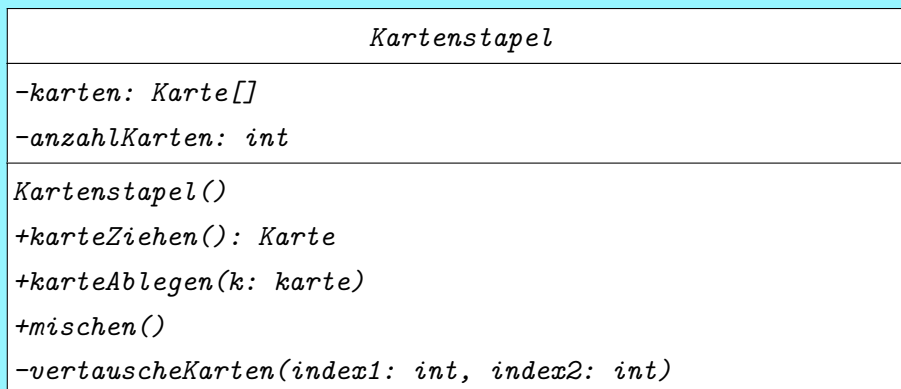 Kartenstapel
-karten: Karte[]
-anzahlKarten: int
Kartenstapel()
+karteZiehen(): Karte
+karteAblegen(k: karte)
+mischen()
-vertauscheKarten(index1: int, index2: int)